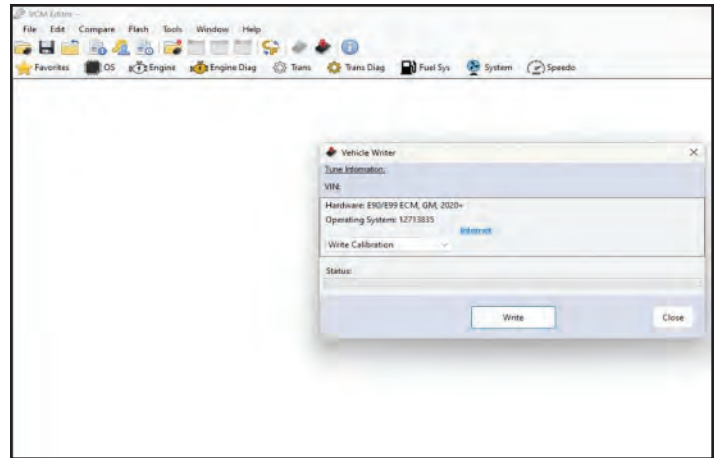 VCM Editor
File Edit Compare Flash Tools Window Help
Favorites OS Engine Engine Diag Trans Trans Diag Fuel Sys System Speedo
Vehicle Writer
Tune Information:
VIN:
Hardware: E90/E99 ECM, GM, 2020+
Operating System: 12713835
Internet
Write Calibration
Status:
Write Close